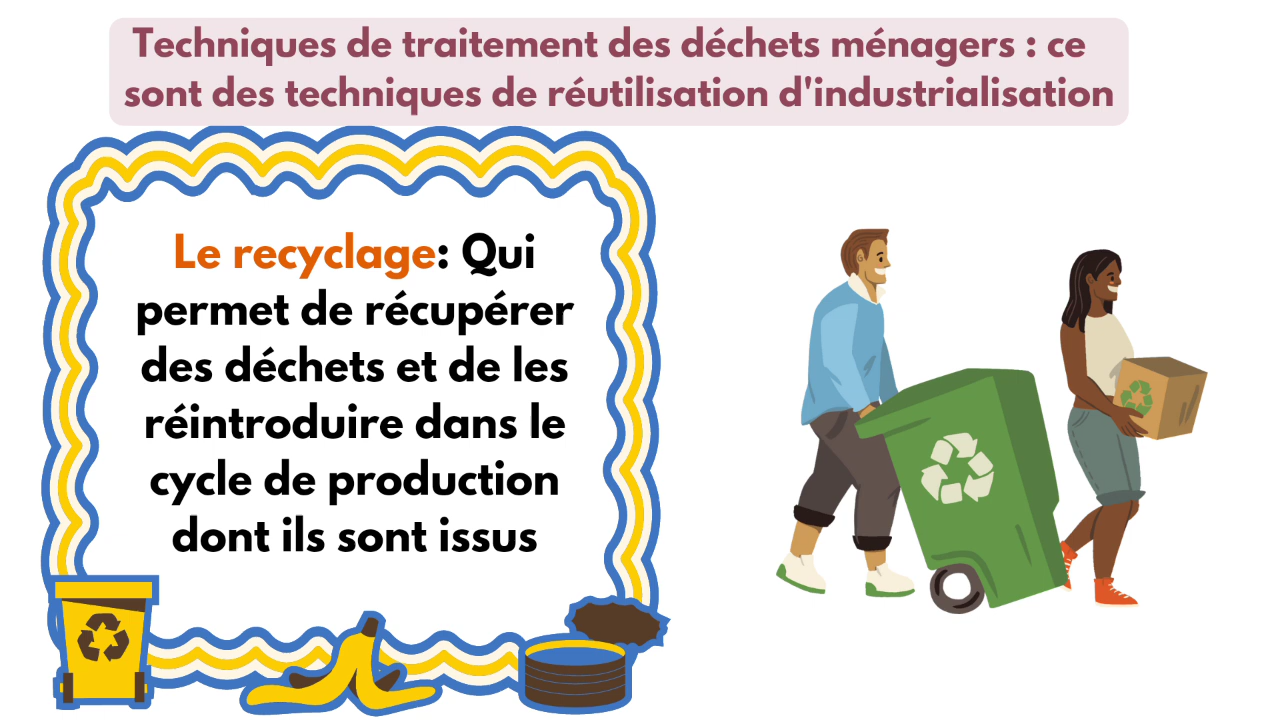 Techniques de traitement des déchets ménagers : ce
sont des techniques de réutilisation d'industrialisation
Le recyclage: Qui
permet de récupérer
des déchets et de les
réintroduire dans le
cycle de production
dont ils sont issus